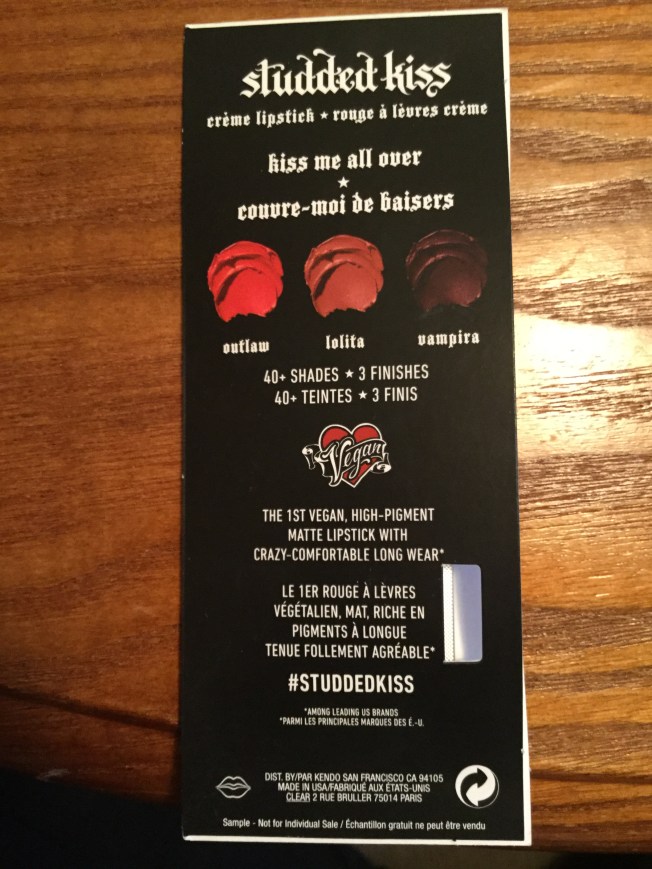 studded kiss
crème lipstick ★ rouge à lèvres crème
kiss me all over
★
couvre-moi de baisers
outlaw lolita vampira
40+ SHADES ★ 3 FINISHES
40+ TEINTES ★ 3 FINIS
Vegan
THE 1ST VEGAN, HIGH-PIGMENT
MATTE LIPSTICK WITH
CRAZY-COMFORTABLE LONG WEAR*
LE 1ER ROUGE À LÈVRES
VÉGÉTALIEN, MAT, RICHE EN
PIGMENTS À LONGUE
TENUE FOLLEMENT AGRÉABLE*
#STUDDEDKISS
*AMONG LEADING US BRANDS
*PARMI LES PRINCIPALES MARQUES DES É.-U.
DIST. BY/PAR KENDO SAN FRANCISCO CA 94105
MADE IN USA/FABRIQUÉ AUX ÉTATS-UNIS
CLEAR 2 RUE BRULLER 75014 PARIS
Sample - Not for Individual Sale / Échantillon gratuit ne peut être vendu